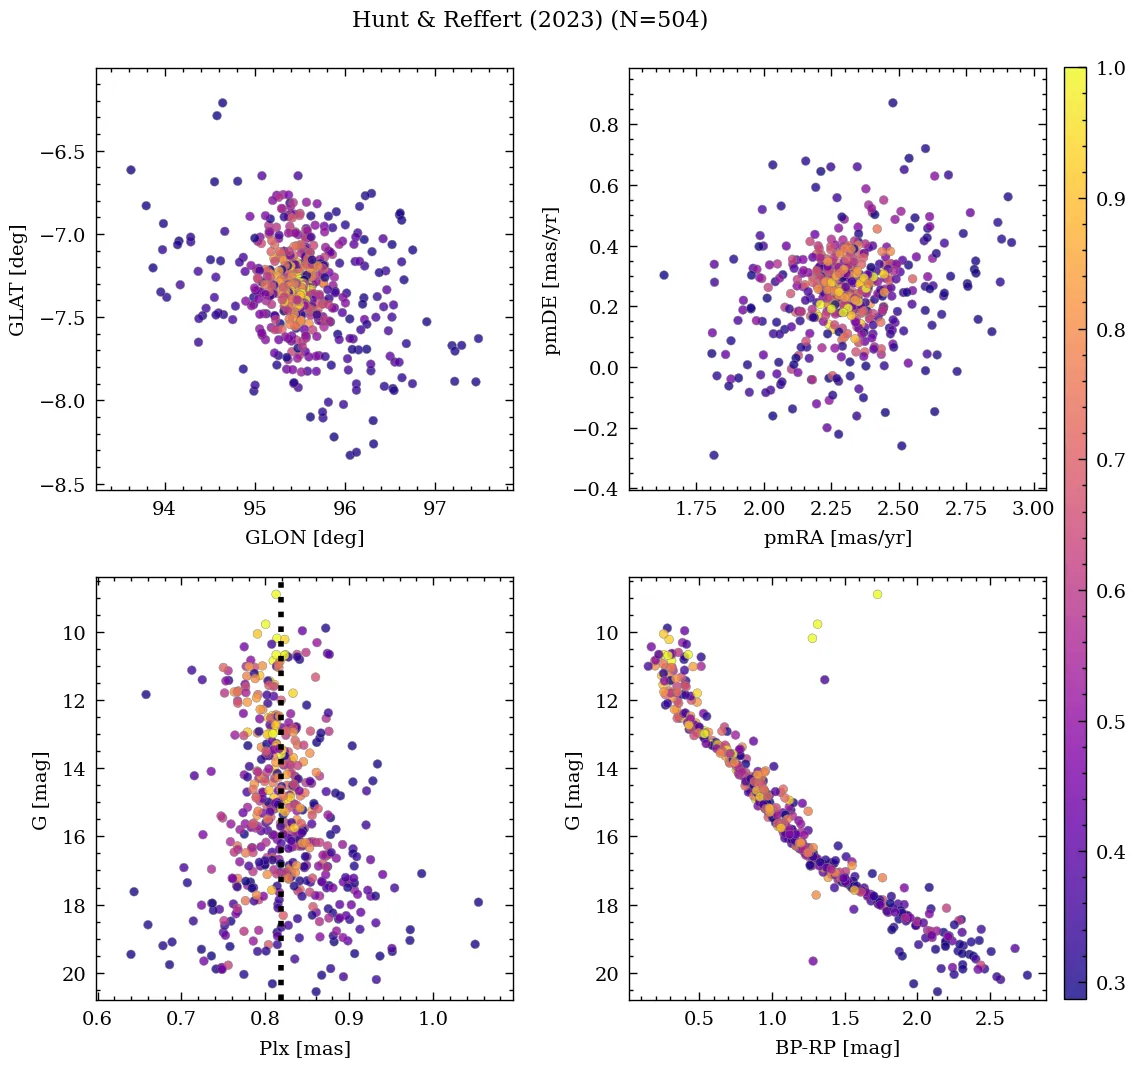 Hunt & Reffert (2023) (N=504)
GLAT [deg]
−6.5
−7.0
−7.5
−8.0
−8.5
94 95 96 97
GLON [deg]
pmDE [mas/yr]
0.8
0.6
0.4
0.2
0.0
−0.2
−0.4
1.75 2.00 2.25 2.50 2.75 3.00
pmRA [mas/yr]
G [mag]
10
12
14
16
18
20
0.6 0.7 0.8 0.9 1.0
Plx [mas]
G [mag]
10
12
14
16
18
20
0.5 1.0 1.5 2.0 2.5
BP-RP [mag]
1.0
0.9
0.8
0.7
0.6
0.5
0.4
0.3